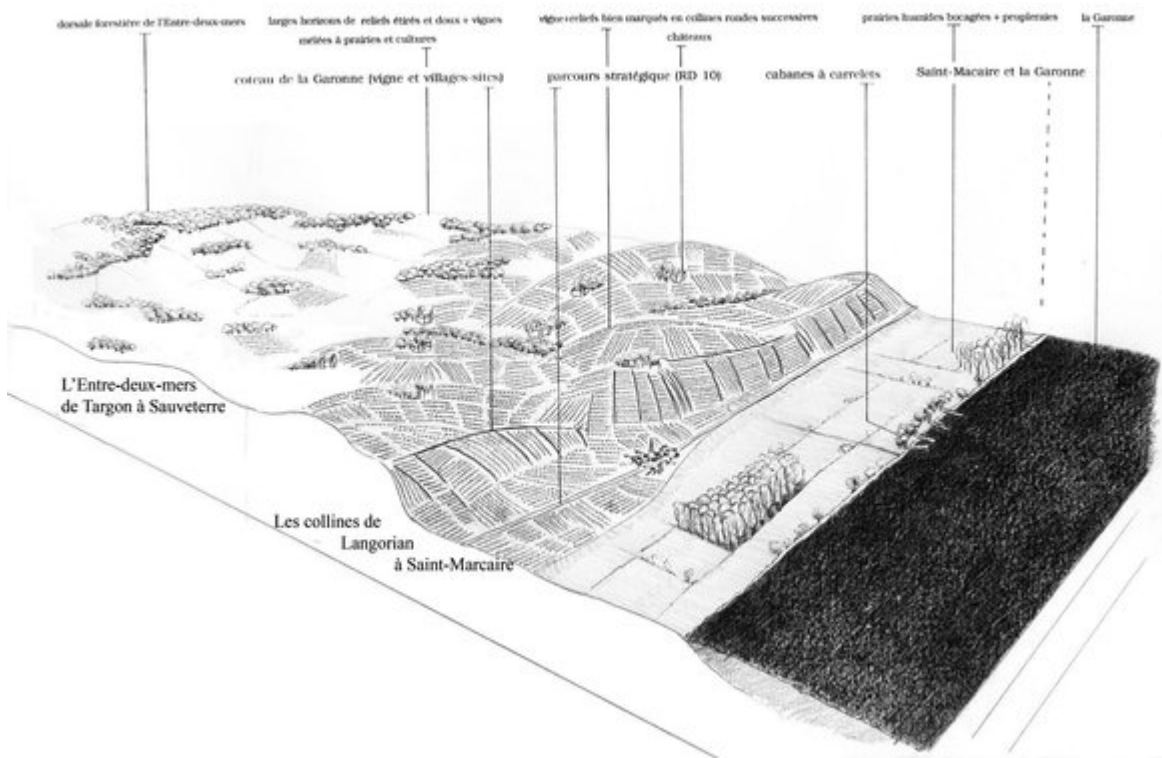 dorsale forestière de l'Entre-deux-mers
larges horizons de reliefs étirés et doux + vignes
mêlées à prairies et cultures
vigne+reliefs bien marqués en collines rondes successives
châteaux
prairies humides bocagées + peupleraies
la Garonne
coteau de la Garonne (vigne et villages-sites)
parcours stratégique (RD 10)
cabanes à carrelets
Saint-Macaire et la Garonne
L'Entre-deux-mers
de Targon à Sauveterre
Les collines de
Langorian
à Saint-Marcaire